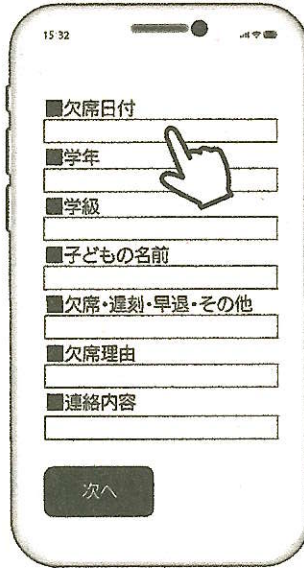 15:32
■欠席日付
■学年
■学級
■子どもの名前
■欠席・遅刻・早退・その他
■欠席理由
■連絡内容
次へ